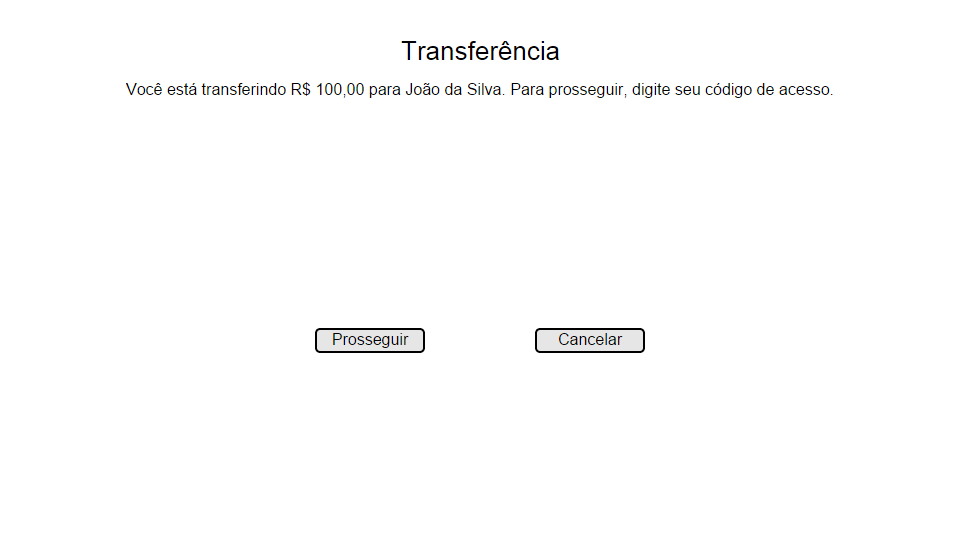 Transferência
Você está transferindo R$ 100,00 para João da Silva. Para prosseguir, digite seu código de acesso.
Prosseguir
Cancelar